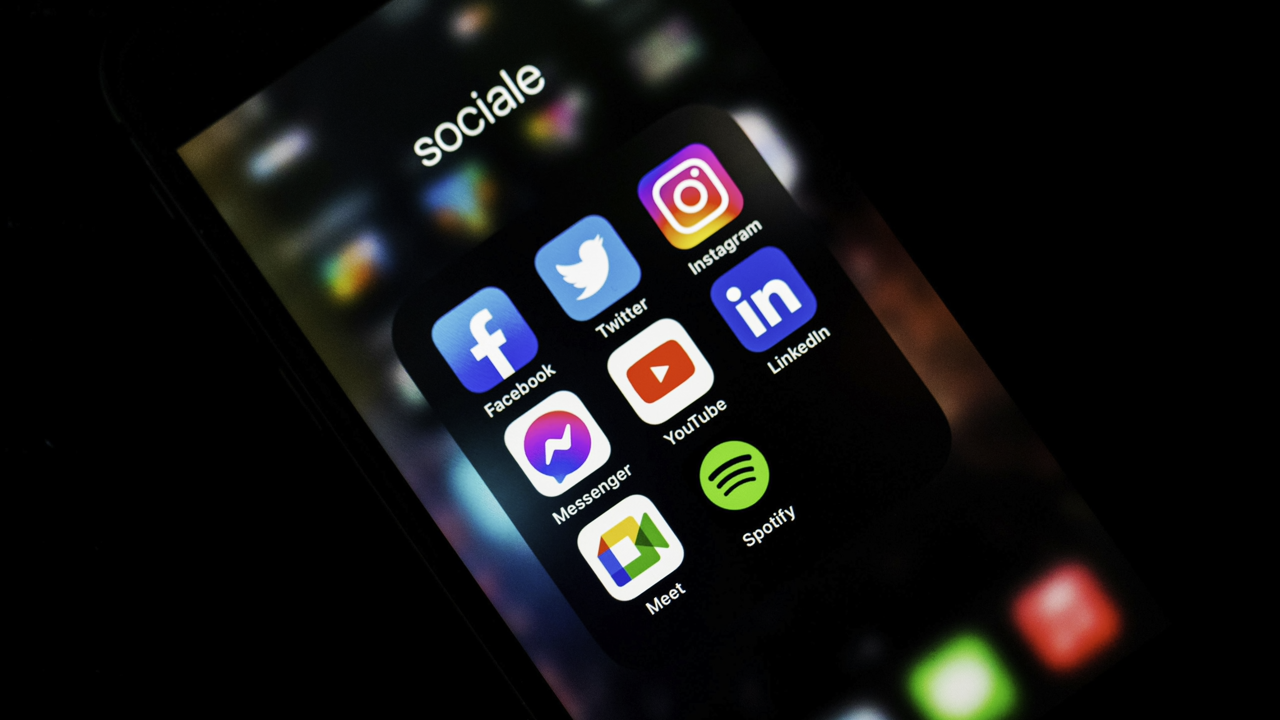 sociale
Facebook
Twitter
Instagram
Messenger
YouTube
LinkedIn
Meet
Spotify